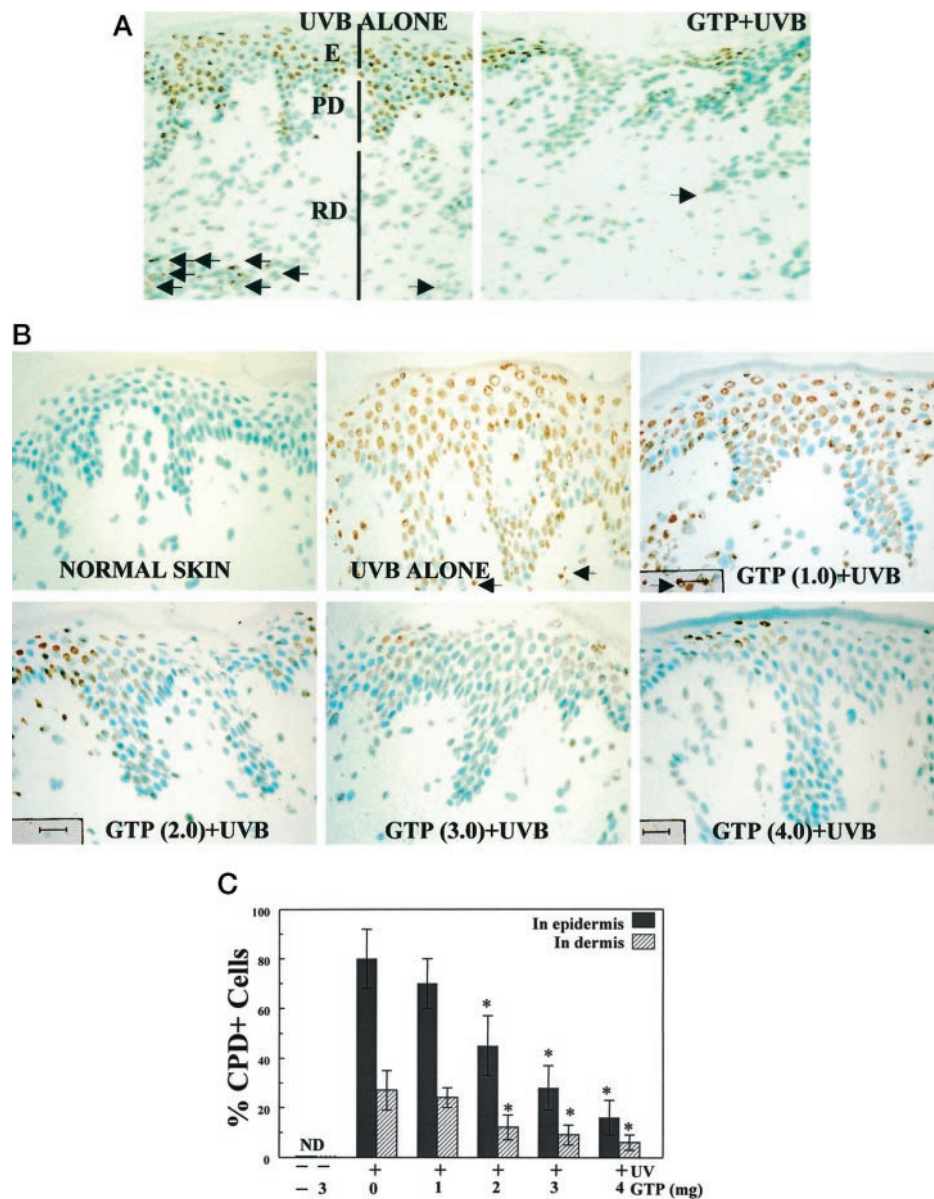 A
UVB ALONE
E
PD
RD
GTP+UVB
B
NORMAL SKIN
UVB ALONE
GTP (1.0)+UVB
GTP (2.0)+UVB
GTP (3.0)+UVB
GTP (4.0)+UVB
C
% CPD+ Cells
100
80
60
40
20
0
In epidermis
In dermis
ND
* * * * * *
− − + + + + + UV
− 3 0 1 2 3 4 GTP (mg)